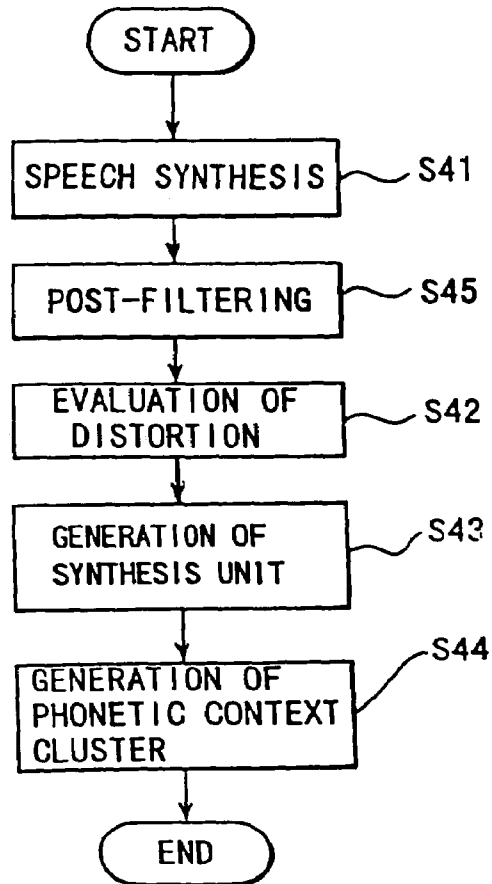 START
SPEECH SYNTHESIS
S41
POST-FILTERING
S45
EVALUATION OF
DISTORTION
S42
GENERATION OF
SYNTHESIS UNIT
S43
GENERATION OF
PHONETIC CONTEXT
CLUSTER
S44
END